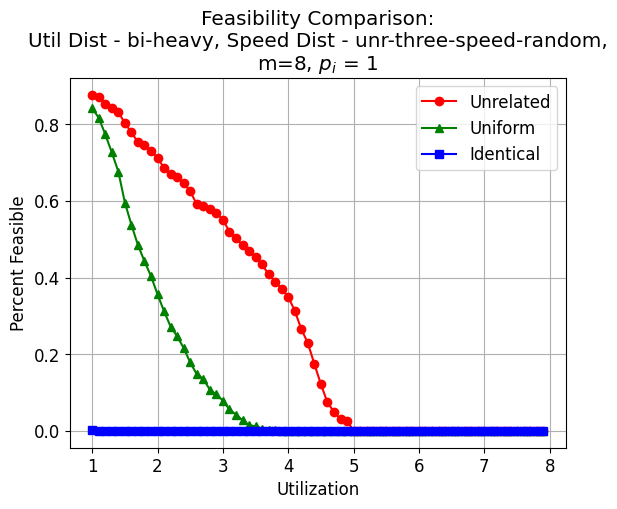 Feasibility Comparison:
Util Dist - bi-heavy, Speed Dist - unr-three-speed-random,
m=8, $p_i$ = 1
Unrelated
Uniform
Identical
Percent Feasible
0.8
0.6
0.4
0.2
0.0
1 2 3 4 5 6 7 8
Utilization